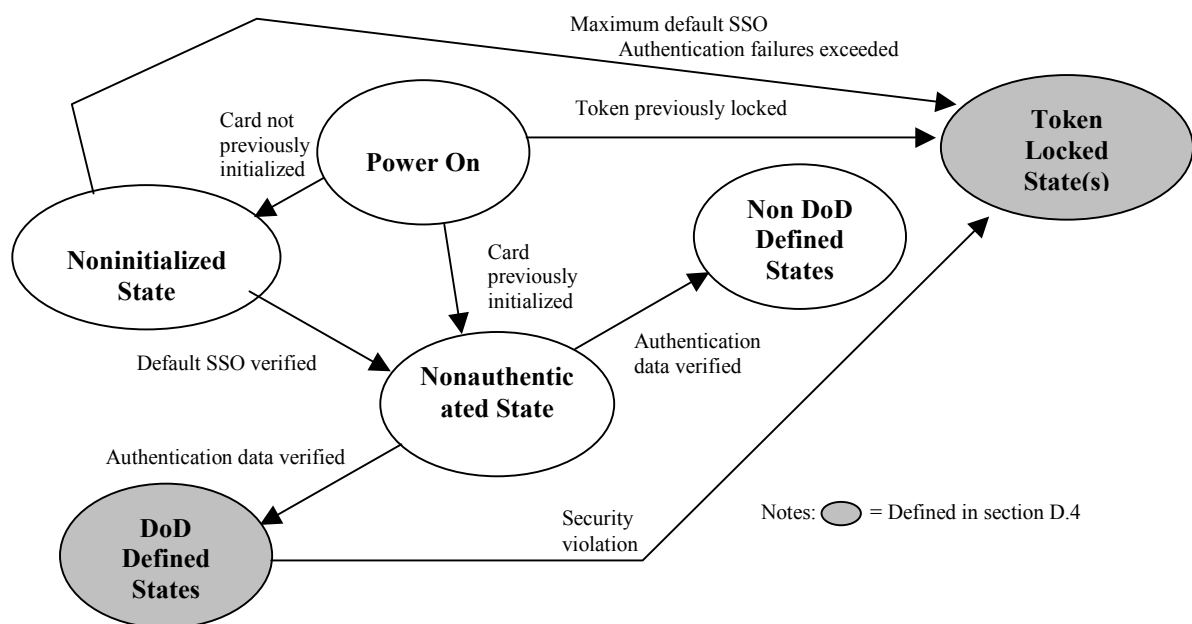 Maximum default SSO
Authentication failures exceeded
Token previously locked
Card not
previously
initialized
Power On
Token
Locked
State(s)
Non DoD
Defined
States
Noninitialized
State
Card
previously
initialized
Default SSO verified
Authentication
data verified
Nonauthentic
ated State
Authentication data verified
DoD
Defined
States
Security
violation
Notes: = Defined in section D.4